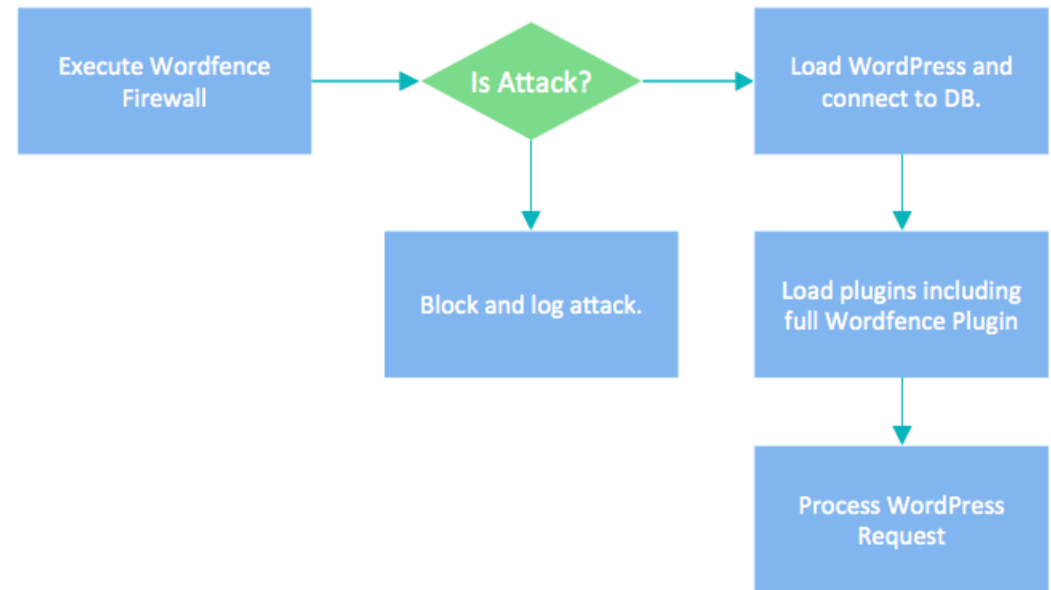 Execute Wordfence
Firewall
Is Attack?
Load WordPress and
connect to DB.
Block and log attack.
Load plugins including
full Wordfence Plugin
Process WordPress
Request